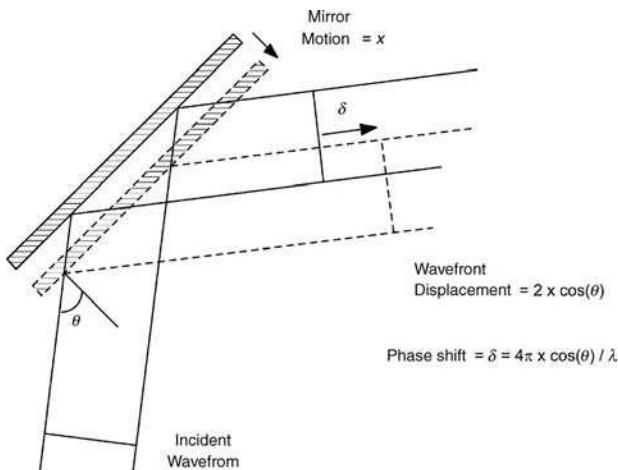 Mirror
Motion = x
δ
Wavefront
Displacement = 2 x cos(θ)
θ
Phase shift = δ = 4π x cos(θ) / λ
Incident
Wavefrom